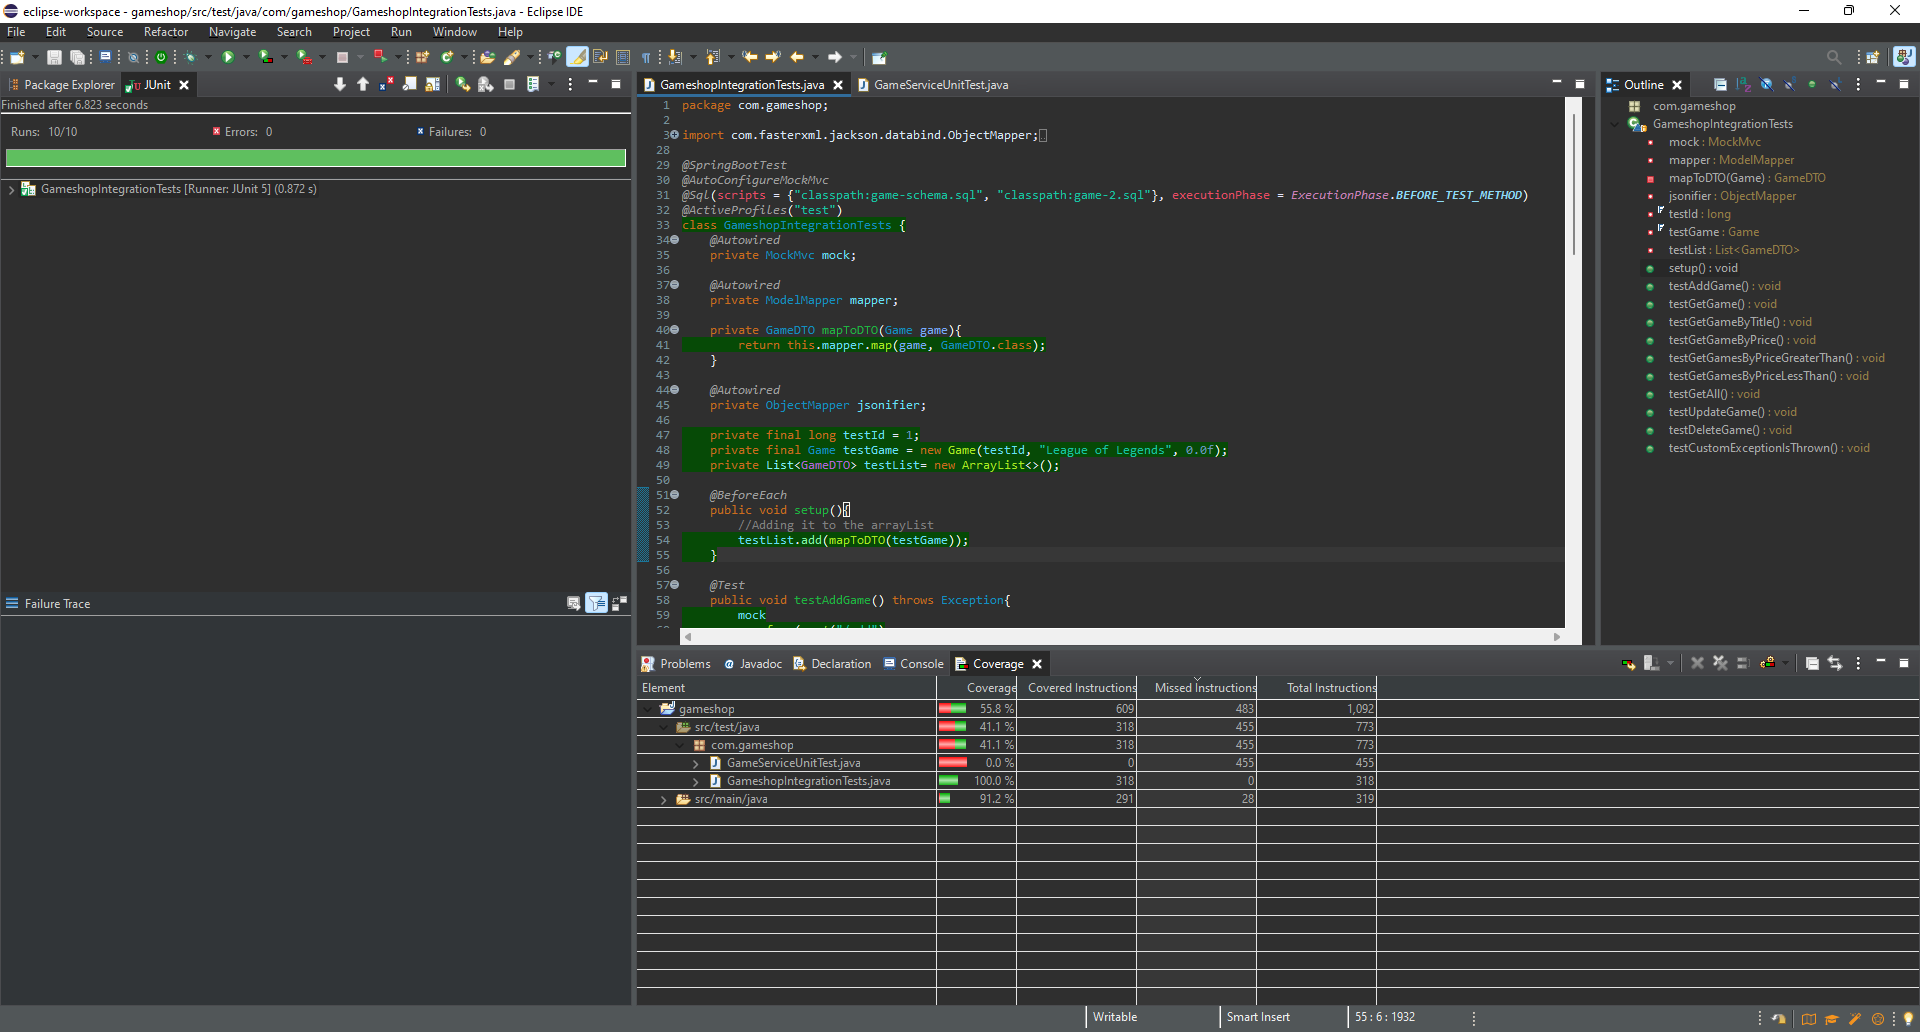 eclipse-workspace - gameshop/src/test/java/com/gameshop/GameshopIntegrationTests.java - Eclipse IDE
File Edit Source Refactor Navigate Search Project Run Window Help
Package Explorer JUnit
Finished after 6.823 seconds
Runs: 10/10 Errors: 0 Failures: 0
GameshopIntegrationTests [Runner: JUnit 5] (0.872 s)
Failure Trace
GameshopIntegrationTests.java GameServiceUnitTest.java
1 package com.gameshop;
2
3 import com.fasterxml.jackson.databind.ObjectMapper;
28
29 @SpringBootTest
30 @AutoConfigureMockMvc
31 @Sql(scripts = {"classpath:game-schema.sql", "classpath:game-2.sql"}, executionPhase = ExecutionPhase.BEFORE_TEST_METHOD)
32 @ActiveProfiles("test")
33 class GameshopIntegrationTests {
34 @Autowired
35 private MockMvc mock;
36
37 @Autowired
38 private ModelMapper mapper;
39
40 private GameDTO mapToDTO(Game game){
41 return this.mapper.map(game, GameDTO.class);
42 }
43
44 @Autowired
45 private ObjectMapper jsonifier;
46
47 private final long testId = 1;
48 private final Game testGame = new Game(testId, "League of Legends", 0.0f);
49 private List<GameDTO> testList= new ArrayList<>();
50
51 @BeforeEach
52 public void setup(){
53 //Adding it to the arrayList
54 testList.add(mapToDTO(testGame));
55 }
56
57 @Test
58 public void testAddGame() throws Exception{
59 mock
Outline
com.gameshop
GameshopIntegrationTests
mock : MockMvc
mapper : ModelMapper
mapToDTO(Game) : GameDTO
jsonifier : ObjectMapper
testId : long
testGame : Game
testList : List<GameDTO>
setup() : void
testAddGame() : void
testGetGame() : void
testGetGameByTitle() : void
testGetGameByPrice() : void
testGetGamesByPriceGreaterThan() : void
testGetGamesByPriceLessThan() : void
testGetAll() : void
testUpdateGame() : void
testDeleteGame() : void
testCustomExceptionIsThrown() : void
Problems @ Javadoc Declaration Console Coverage
Element Coverage Covered Instructions Missed Instructions Total Instructions
gameshop 55.8 % 609 483 1,092
src/test/java 41.1 % 318 455 773
com.gameshop 41.1 % 318 455 773
GameServiceUnitTest.java 0.0 % 0 455 455
GameshopIntegrationTests.java 100.0 % 318 0 318
src/main/java 91.2 % 291 28 319
Writable Smart Insert 55 : 6 : 1932